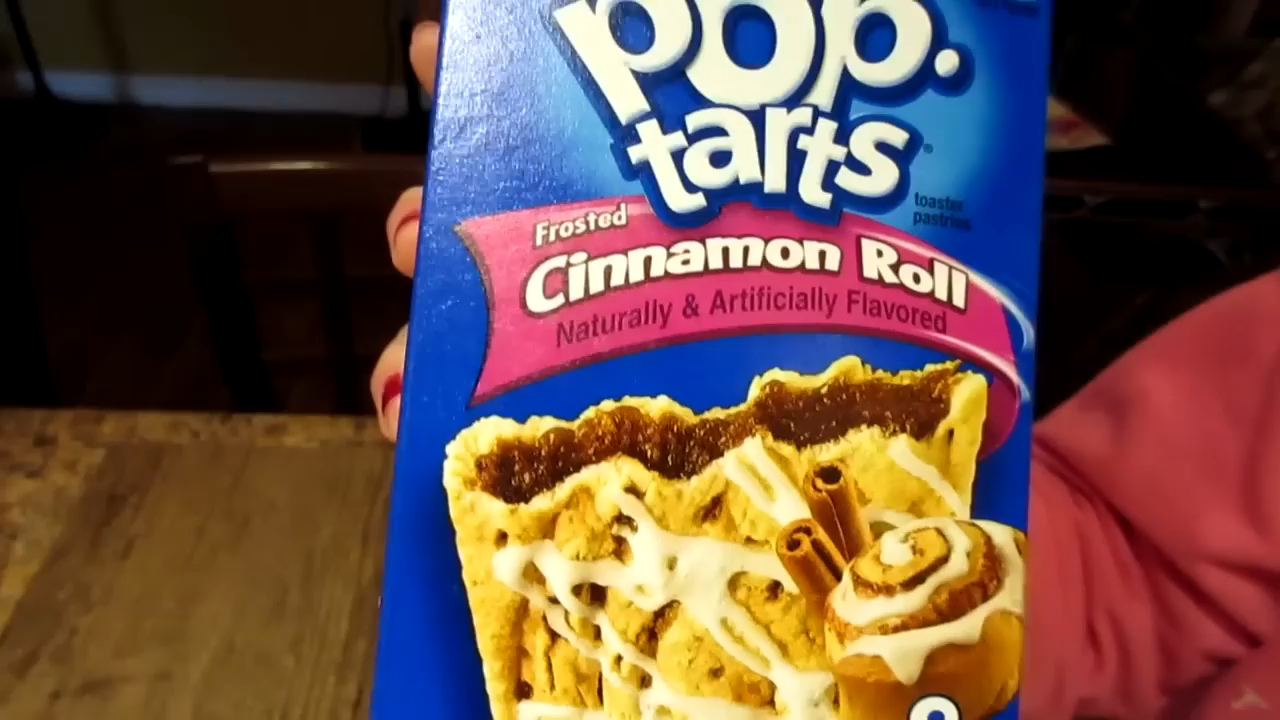 pop.
tarts®
toaster
pastries
Frosted
Cinnamon Roll
Naturally & Artificially Flavored